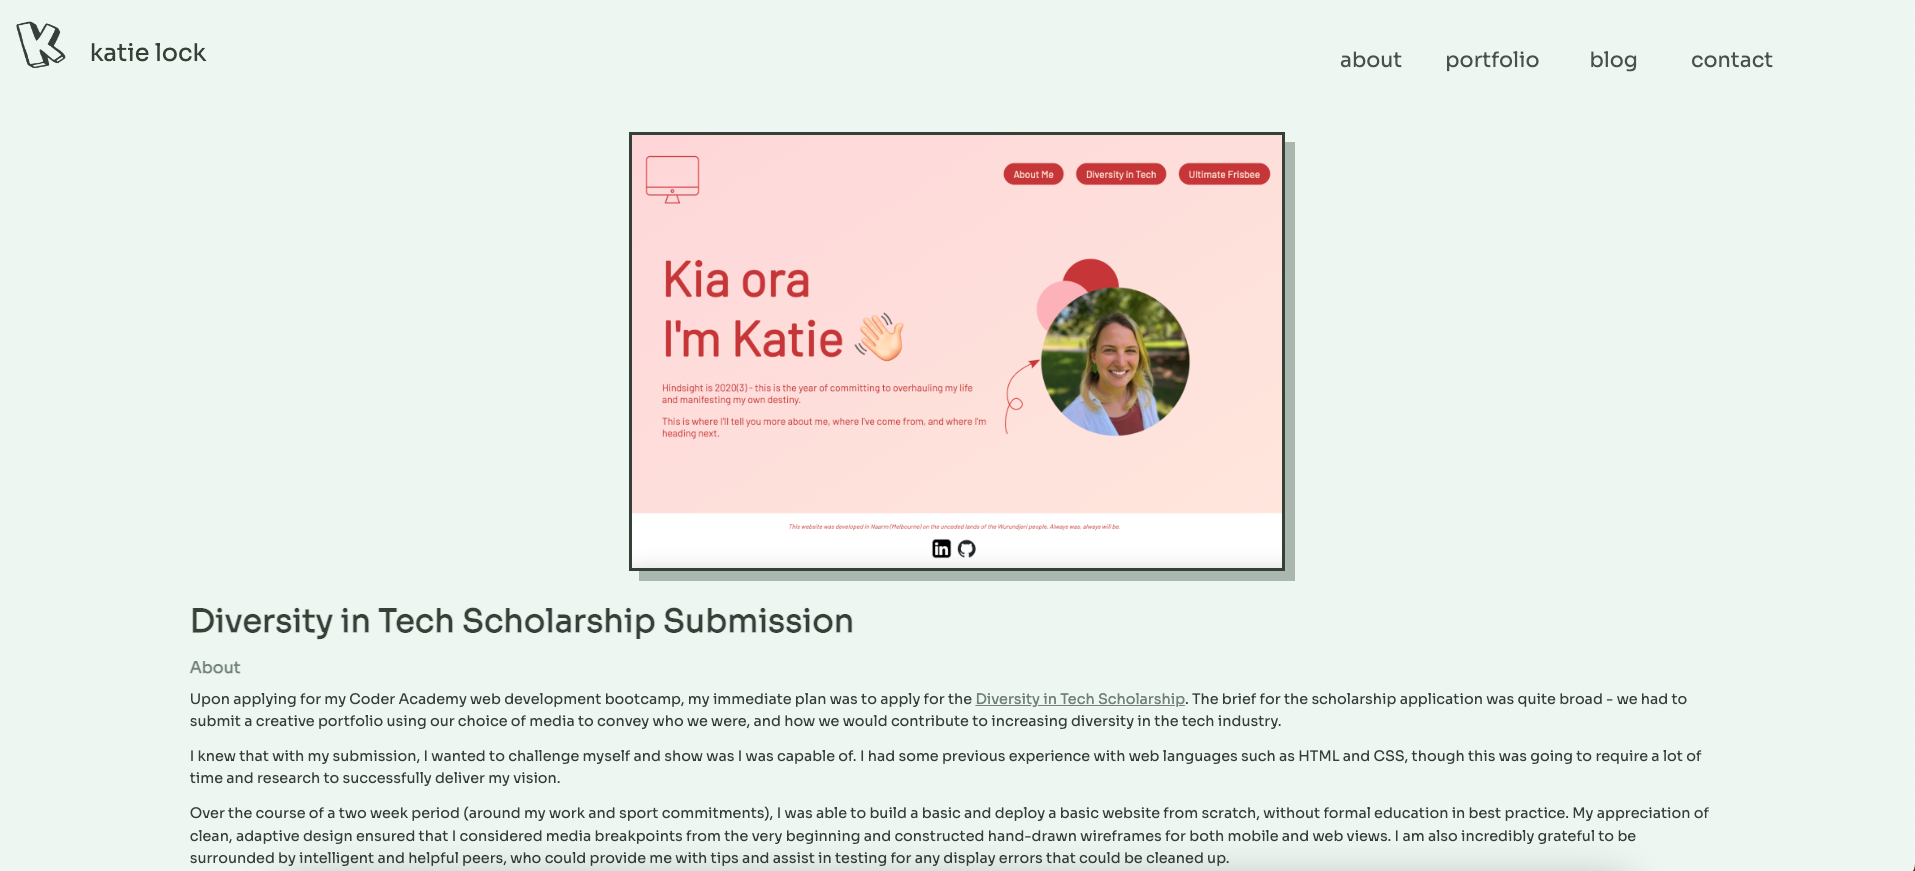 katie lock
about portfolio blog contact
About Me Diversity in Tech Ultimate Frisbee
Kia ora
I'm Katie 👋🏻
Hindsight is 2020(3) - this is the year of committing to overhauling my life
and manifesting my own destiny.
This is where I'll tell you more about me, where I've come from, and where I'm
heading next.
This website was developed in Naarm (Melbourne) on the unceded lands of the Wurundjeri people. Always was, always will be.
in
Diversity in Tech Scholarship Submission
About
Upon applying for my Coder Academy web development bootcamp, my immediate plan was to apply for the Diversity in Tech Scholarship. The brief for the scholarship application was quite broad - we had to
submit a creative portfolio using our choice of media to convey who we were, and how we would contribute to increasing diversity in the tech industry.
I knew that with my submission, I wanted to challenge myself and show was I was capable of. I had some previous experience with web languages such as HTML and CSS, though this was going to require a lot of
time and research to successfully deliver my vision.
Over the course of a two week period (around my work and sport commitments), I was able to build a basic and deploy a basic website from scratch, without formal education in best practice. My appreciation of
clean, adaptive design ensured that I considered media breakpoints from the very beginning and constructed hand-drawn wireframes for both mobile and web views. I am also incredibly grateful to be
surrounded by intelligent and helpful peers, who could provide me with tips and assist in testing for any display errors that could be cleaned up.